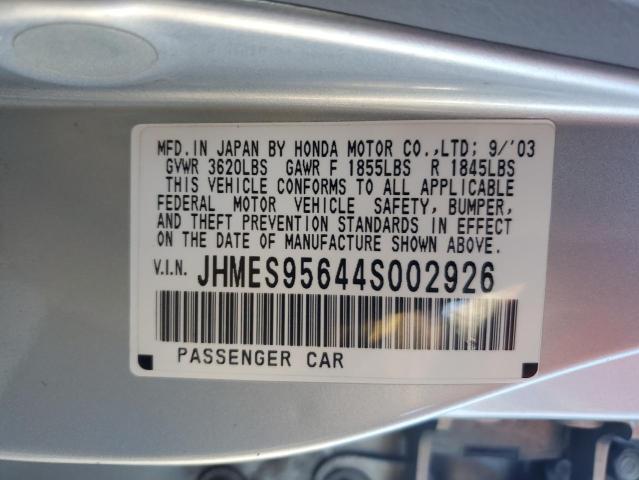 MFD.IN JAPAN BY HONDA MOTOR CO.,LTD; 9/'03
GVWR 3620LBS GAWR F 1855LBS R 1845LBS
THIS VEHICLE CONFORMS TO ALL APPLICABLE
FEDERAL MOTOR VEHICLE SAFETY, BUMPER,
AND THEFT PREVENTION STANDARDS IN EFFECT
ON THE DATE OF MANUFACTURE SHOWN ABOVE.
V.I.N. JHMES95644S002926
PASSENGER CAR